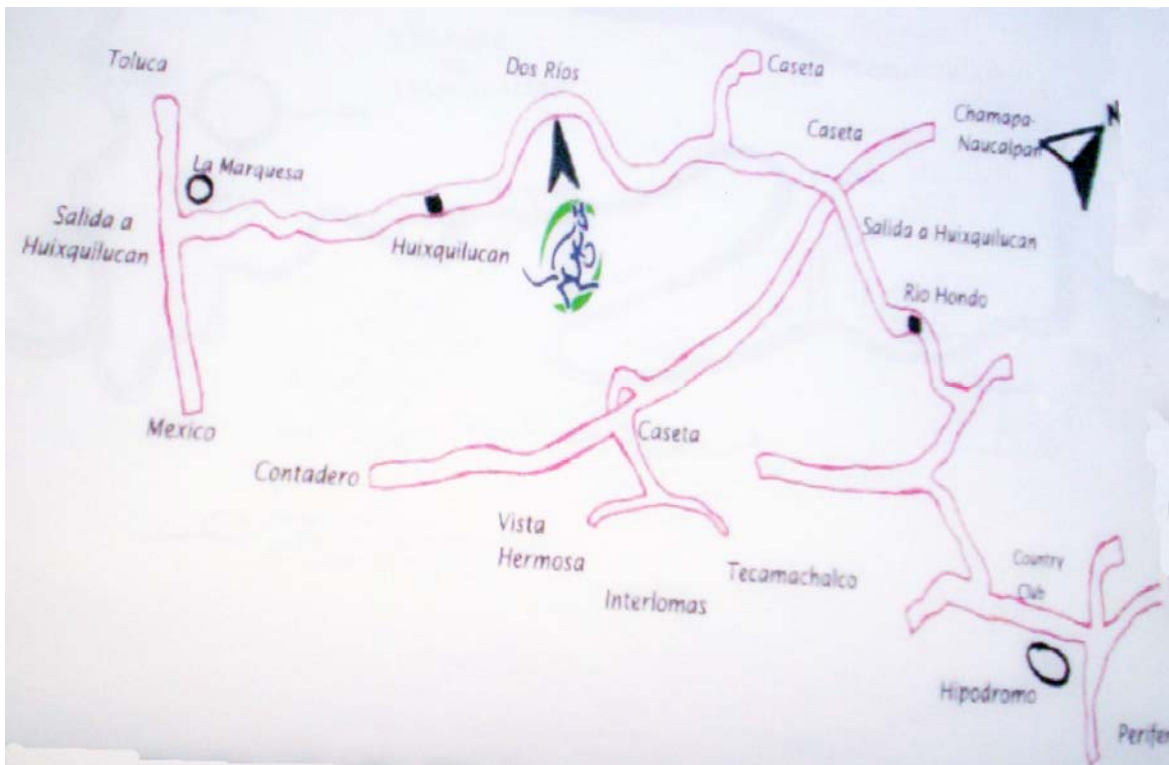 Toluca
Dos Ríos
Caseta
Caseta
Chamapa-
Naucalpan
N
La Marquesa
Salida a
Huixquilucan
Huixquilucan
Salida a Huixquilucan
Rio Hondo
Mexico
Contadero
Caseta
Vista
Hermosa
Interlomas
Tecamachalco
Country
Club
Hipodromo
Perifer